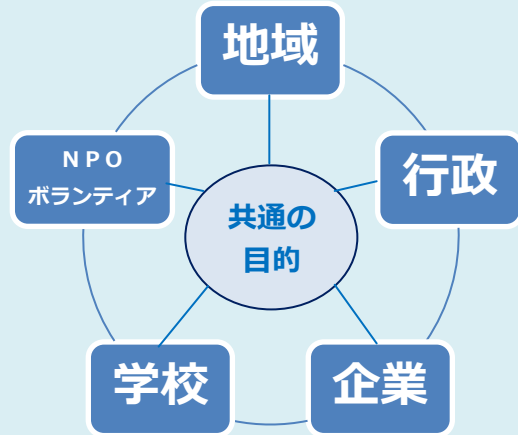 地域
NPO
ボランティア
行政
共通の
目的
学校
企業